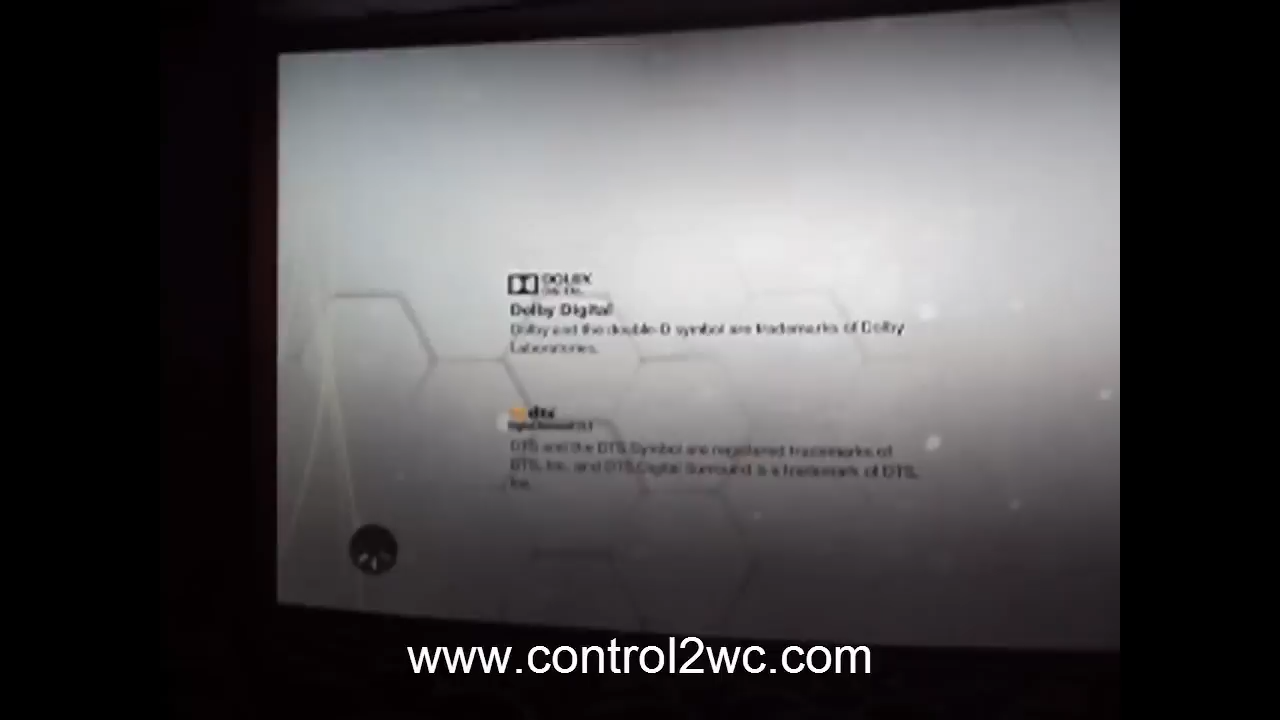 DOLBY
Dolby Digital
Dolby and the double-D symbol are trademarks of Dolby
Laboratories.
dts
DTS and the DTS Symbol are registered trademarks of
DTS, Inc. and DTS Digital Surround is a trademark of DTS,
Inc.
www.control2wc.com